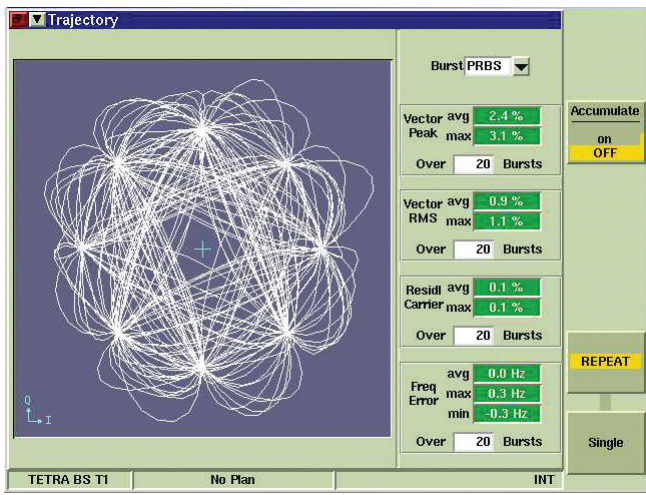 Trajectory
Burst PRBS
Vector Peak avg 2.4 %
max 3.1 %
Over 20 Bursts
Vector RMS avg 0.9 %
max 1.1 %
Over 20 Bursts
Residl Carrier avg 0.1 %
max 0.1 %
Over 20 Bursts
Freq Error avg 0.0 Hz
max 0.3 Hz
min -0.3 Hz
Over 20 Bursts
Accumulate
on
OFF
REPEAT
Single
Q
I
TETRA BS T1 No Plan INT